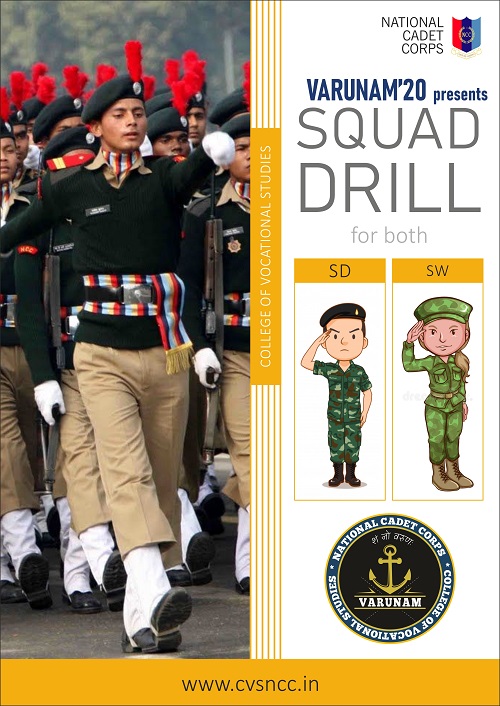 NATIONAL
CADET
CORPS
NCC
VARUNAM'20 presents
SQUAD
DRILL
for both
COLLEGE OF VOCATIONAL STUDIES
SD
SW
NATIONAL CADET CORPS
शं नो वरुणः
VARUNAM
COLLEGE OF VOCATIONAL STUDIES
N.C.C
www.cvsncc.in